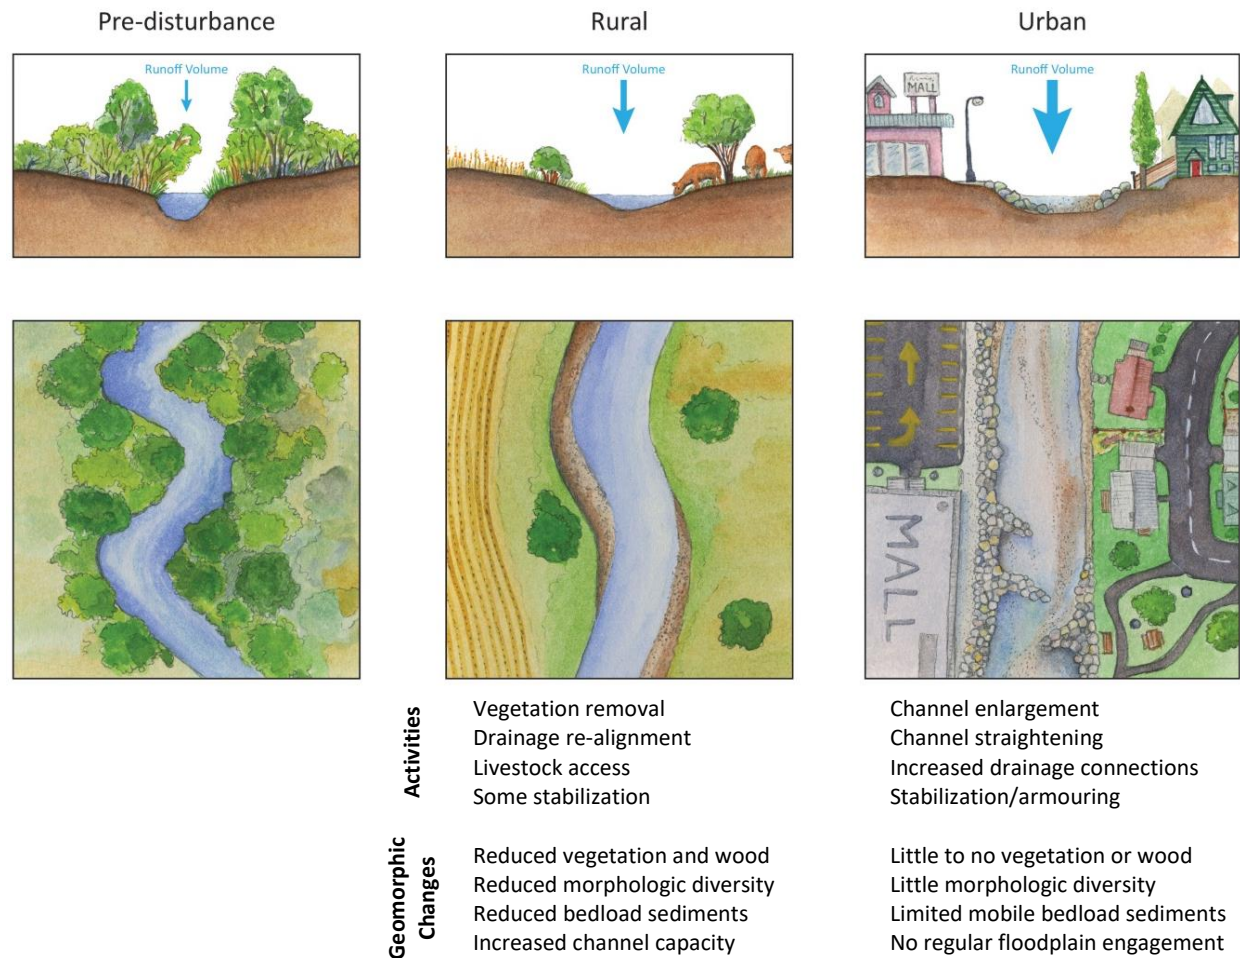 Pre-disturbance
Rural
Urban
Runoff Volume
Runoff Volume
Runoff Volume
MALL
MALL
Activities
Vegetation removal
Drainage re-alignment
Livestock access
Some stabilization
Channel enlargement
Channel straightening
Increased drainage connections
Stabilization/armouring
Geomorphic
Changes
Reduced vegetation and wood
Reduced morphologic diversity
Reduced bedload sediments
Increased channel capacity
Little to no vegetation or wood
Little morphologic diversity
Limited mobile bedload sediments
No regular floodplain engagement